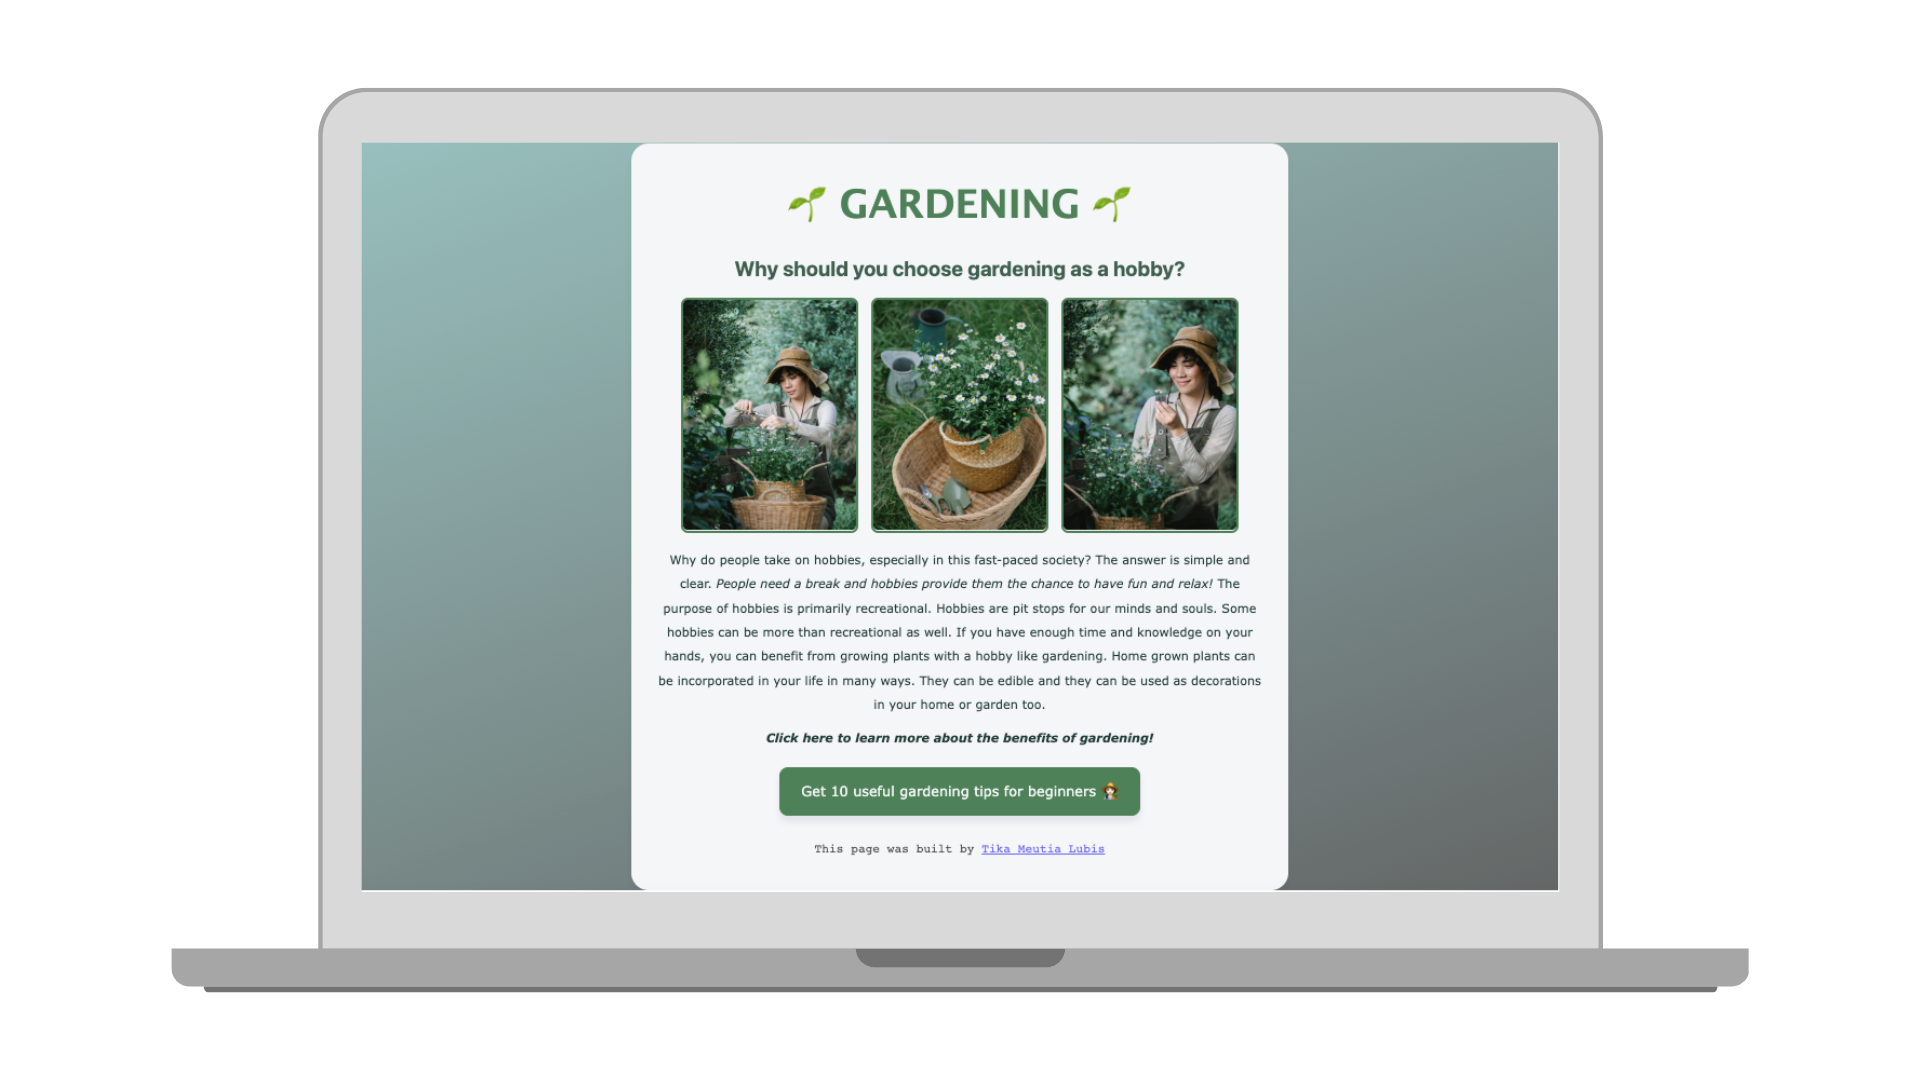 🌱 GARDENING 🌱
Why should you choose gardening as a hobby?
Why do people take on hobbies, especially in this fast-paced society? The answer is simple and
clear. People need a break and hobbies provide them the chance to have fun and relax! The
purpose of hobbies is primarily recreational. Hobbies are pit stops for our minds and souls. Some
hobbies can be more than recreational as well. If you have enough time and knowledge on your
hands, you can benefit from growing plants with a hobby like gardening. Home grown plants can
be incorporated in your life in many ways. They can be edible and they can be used as decorations
in your home or garden too.
Click here to learn more about the benefits of gardening!
Get 10 useful gardening tips for beginners 👩‍🌾
This page was built by Tika Meutia Lubis